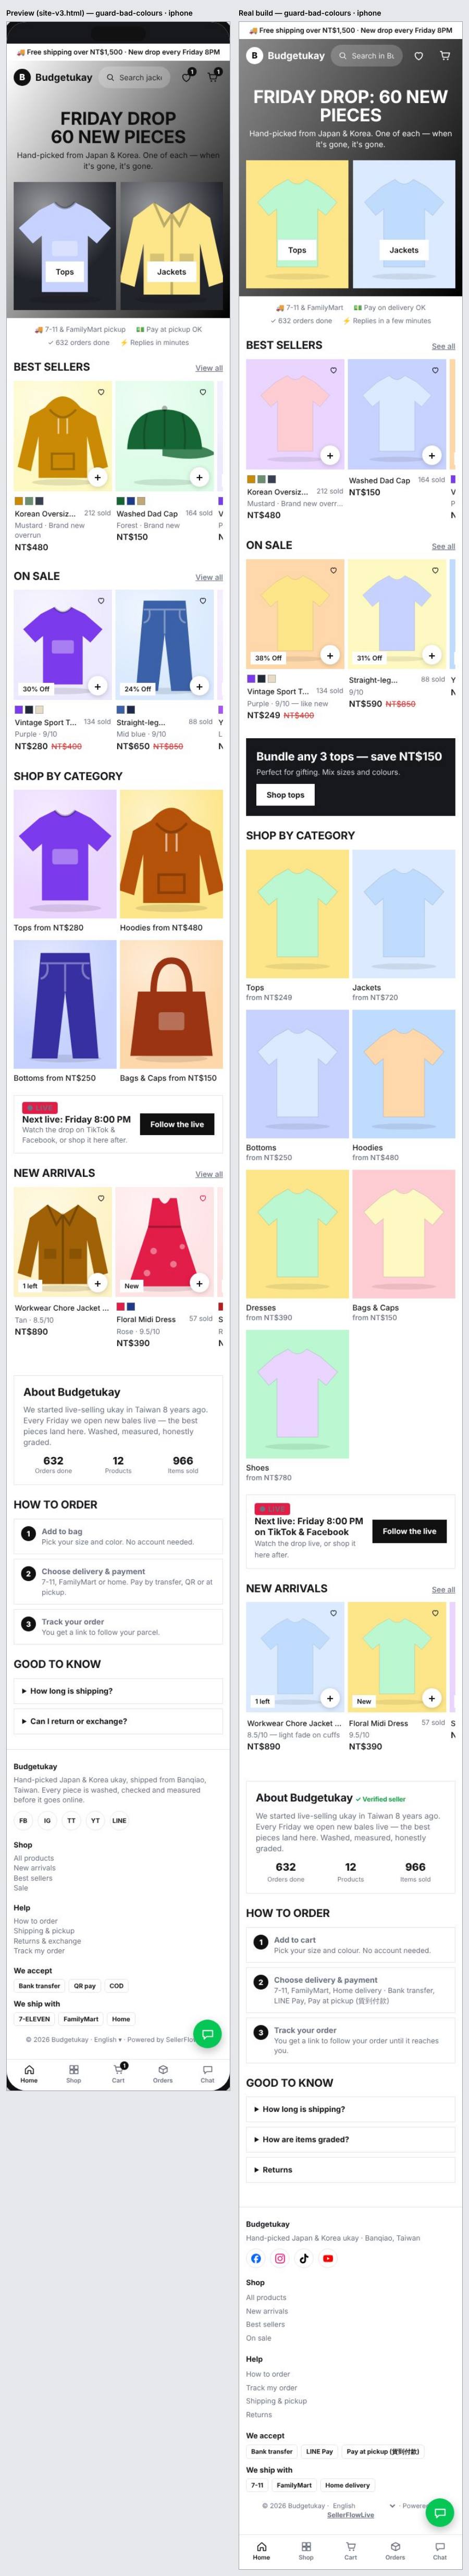 Preview (site-v3.html) — guard-bad-colours · iphone
🚚 Free shipping over NT$1,500 · New drop every Friday 8PM
B Budgetukay
Search jack
1
1
FRIDAY DROP
60 NEW PIECES
Hand-picked from Japan & Korea. One of each — when
it's gone, it's gone.
Tops
Jackets
🚚 7-11 & FamilyMart pickup 💵 Pay at pickup OK
✓ 632 orders done ⚡ Replies in minutes
BEST SELLERS View all
Korean Oversiz... 212 sold
Mustard · Brand new
overrun
NT$480
Washed Dad Cap 164 sold
Forest · Brand new
NT$150
ON SALE View all
30% Off
24% Off
Vintage Sport T... 134 sold
Purple · 9/10
NT$280 NT$400
Straight-leg... 88 sold
Mid blue · 9/10
NT$650 NT$850
SHOP BY CATEGORY
Tops from NT$280
Hoodies from NT$480
Bottoms from NT$250
Bags & Caps from NT$150
LIVE
Next live: Friday 8:00 PM
Watch the drop on TikTok &
Facebook, or shop it here after.
Follow the live
NEW ARRIVALS View all
1 left
New
Workwear Chore Jacket ...
Tan · 8.5/10
NT$890
Floral Midi Dress 57 sold
Rose · 9.5/10
NT$390
About Budgetukay
We started live-selling ukay in Taiwan 8 years ago.
Every Friday we open new bales live — the best
pieces land here. Washed, measured, honestly
graded.
632 12 966
Orders done Products Items sold
HOW TO ORDER
1 Add to bag
Pick your size and color. No account needed.
2 Choose delivery & payment
7-11, FamilyMart or home. Pay by transfer, QR or at
pickup.
3 Track your order
You get a link to follow your parcel.
GOOD TO KNOW
How long is shipping?
Can I return or exchange?
Budgetukay
Hand-picked Japan & Korea ukay, shipped from Banqiao,
Taiwan. Every piece is washed, checked and measured
before it goes online.
FB IG TT YT LINE
Shop
All products
New arrivals
Best sellers
Sale
Help
How to order
Shipping & pickup
Returns & exchange
Track my order
We accept
Bank transfer QR pay COD
We ship with
7-ELEVEN FamilyMart Home
© 2026 Budgetukay · English ▾ · Powered by
1
Home Shop Cart Orders Chat
Real build — guard-bad-colours · iphone
🚚 Free shipping over NT$1,500 · New drop every Friday 8PM
B Budgetukay
Search in Bu
FRIDAY DROP: 60 NEW
PIECES
Hand-picked from Japan & Korea. One of each — when
it's gone, it's gone.
Tops
Jackets
🚚 7-11 & FamilyMart 💵 Pay on delivery OK
✓ 632 orders done ⚡ Replies in a few minutes
BEST SELLERS See all
Korean Oversiz... 212 sold
Mustard · Brand new overr...
NT$480
Washed Dad Cap 164 sold
NT$150
ON SALE See all
38% Off
31% Off
Vintage Sport T... 134 sold
Purple · 9/10 — like new
NT$249 NT$400
Straight-leg... 88 sold
9/10
NT$590 NT$850
Bundle any 3 tops — save NT$150
Perfect for gifting. Mix sizes and colours.
Shop tops
SHOP BY CATEGORY
Tops
from NT$249
Jackets
from NT$720
Bottoms
from NT$250
Hoodies
from NT$480
Dresses
from NT$390
Bags & Caps
from NT$150
Shoes
from NT$780
LIVE
Next live: Friday 8:00 PM
on TikTok & Facebook
Watch the drop live, or shop it
here after.
Follow the live
NEW ARRIVALS See all
1 left
New
Workwear Chore Jacket ...
8.5/10 — light fade on cuffs
NT$890
Floral Midi Dress 57 sold
9.5/10
NT$390
About Budgetukay ✓ Verified seller
We started live-selling ukay in Taiwan 8 years ago.
Every Friday we open new bales live — the best
pieces land here. Washed, measured, honestly
graded.
632 12 966
Orders done Products Items sold
HOW TO ORDER
1 Add to cart
Pick your size and colour. No account needed.
2 Choose delivery & payment
7-11, FamilyMart, Home delivery · Bank transfer,
LINE Pay, Pay at pickup (貨到付款)
3 Track your order
You get a link to follow your order until it reaches
you.
GOOD TO KNOW
How long is shipping?
How are items graded?
Returns
Budgetukay
Hand-picked Japan & Korea ukay · Banqiao, Taiwan
Shop
All products
New arrivals
Best sellers
On sale
Help
How to order
Track my order
Shipping & pickup
Returns
We accept
Bank transfer LINE Pay Pay at pickup (貨到付款)
We ship with
7-11 FamilyMart Home delivery
© 2026 Budgetukay · English
SellerFlowLive
Home Shop Cart Orders Chat